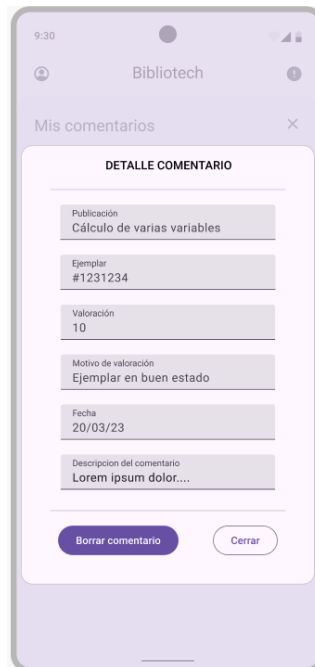 9:30
Bibliotech
Mis comentarios
DETALLE COMENTARIO
Publicación
Cálculo de varias variables
Ejemplar
#1231234
Valoración
10
Motivo de valoración
Ejemplar en buen estado
Fecha
20/03/23
Descripcion del comentario
Lorem ipsum dolor....
Borrar comentario
Cerrar